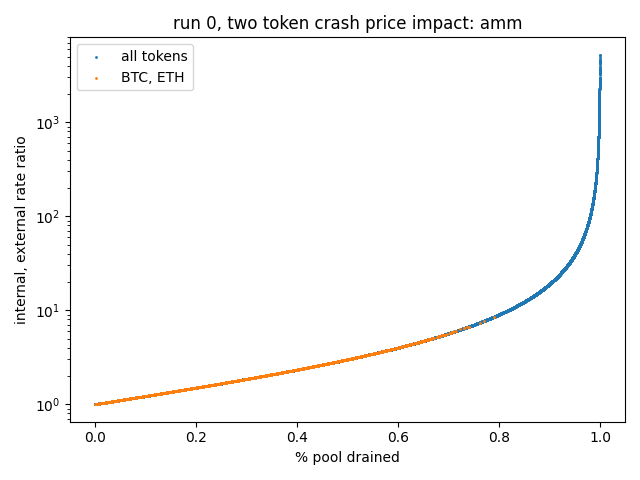 run 0, two token crash price impact: amm
all tokens
BTC, ETH
internal, external rate ratio
10³
10²
10¹
10⁰
0.0 0.2 0.4 0.6 0.8 1.0
% pool drained